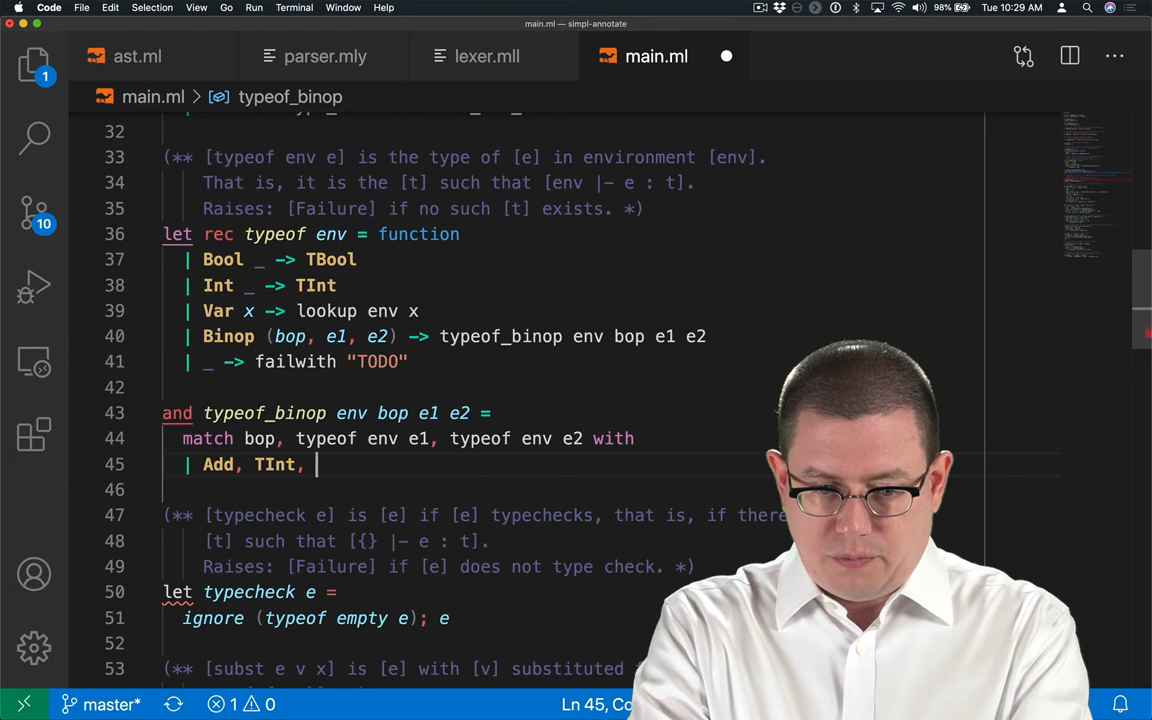 Code File Edit Selection View Go Run Terminal Window Help 98% Tue 10:29 AM
main.ml — simpl-annotate
ast.ml parser.mly lexer.mll main.ml
main.ml > typeof_binop
32
33 (** [typeof env e] is the type of [e] in environment [env].
34 That is, it is the [t] such that [env |- e : t].
35 Raises: [Failure] if no such [t] exists. *)
36 let rec typeof env = function
37 | Bool _ -> TBool
38 | Int _ -> TInt
39 | Var x -> lookup env x
40 | Binop (bop, e1, e2) -> typeof_binop env bop e1 e2
41 | _ -> failwith "TODO"
42
43 and typeof_binop env bop e1 e2 =
44 match bop, typeof env e1, typeof env e2 with
45 | Add, TInt,
46
47 (** [typecheck e] is [e] if [e] typechecks, that is, if there
48 [t] such that [{} |- e : t].
49 Raises: [Failure] if [e] does not type check. *)
50 let typecheck e =
51 ignore (typeof empty e); e
52
53 (** [subst e v x] is [e] with [v] substituted
1
10
master* 1 0 Ln 45,